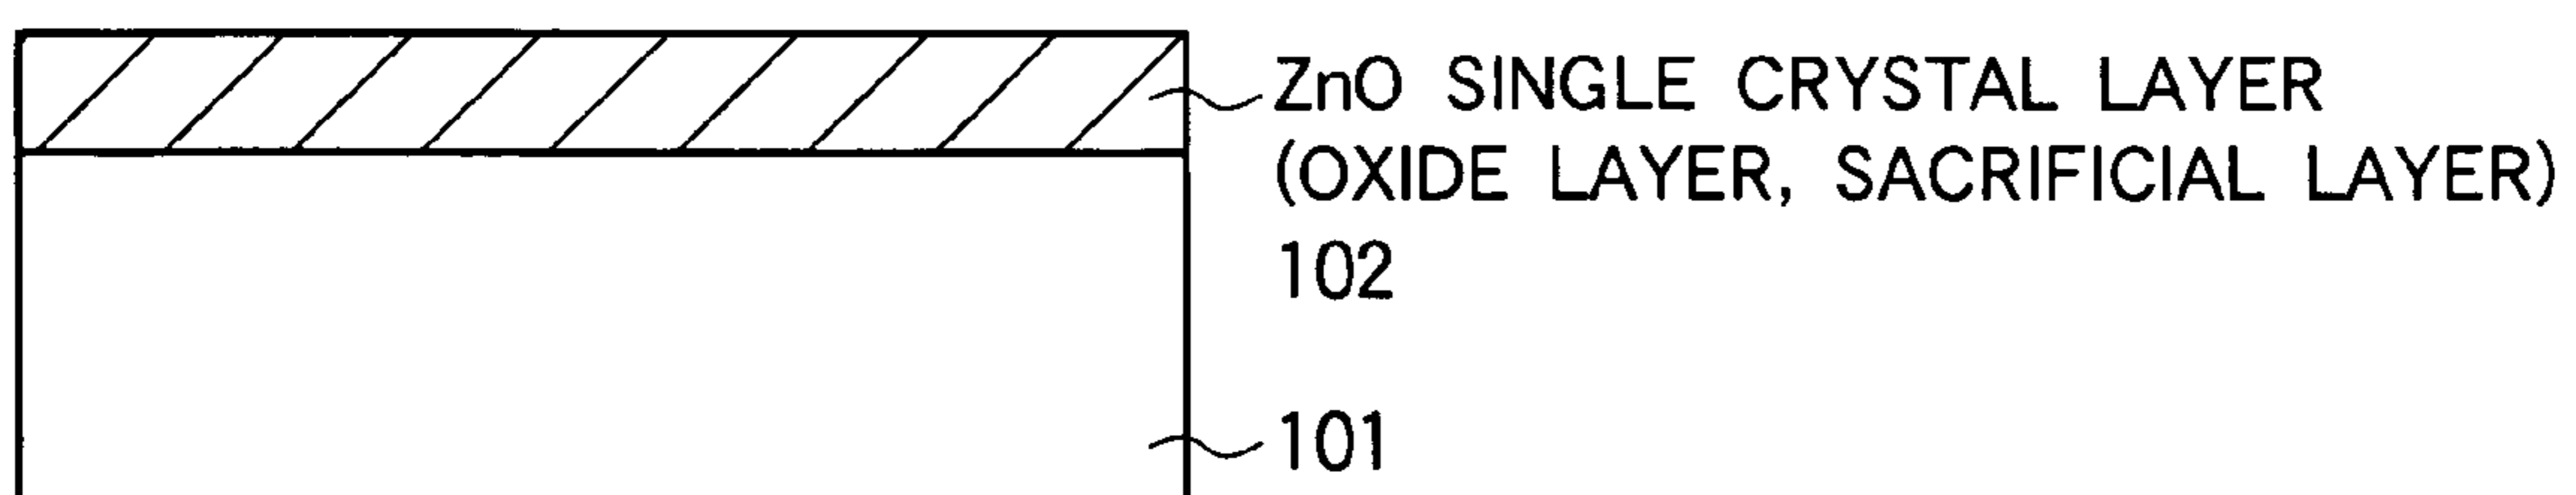 ZnO SINGLE CRYSTAL LAYER
(OXIDE LAYER, SACRIFICIAL LAYER)
102
101